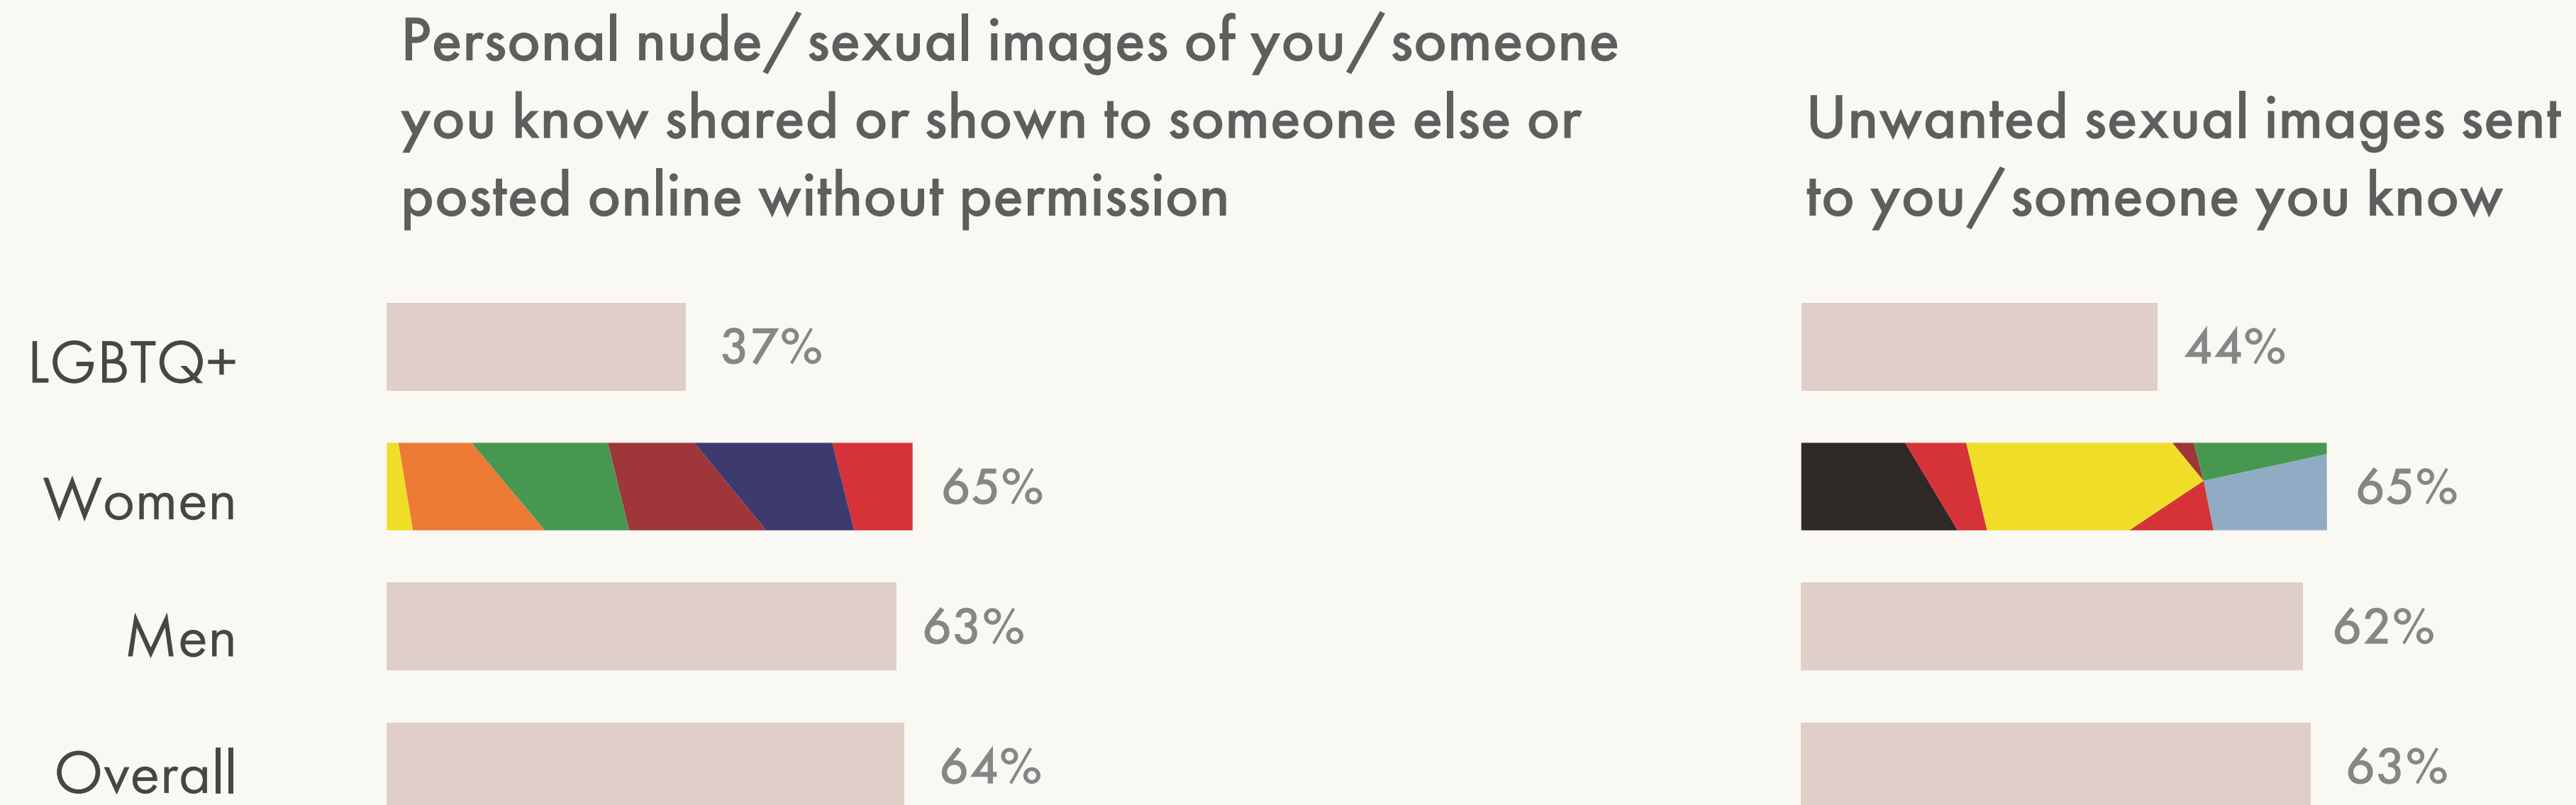 Personal nude/sexual images of you/someone
you know shared or shown to someone else or
posted online without permission
Unwanted sexual images sent
to you/someone you know
LGBTQ+
37%
44%
Women
65%
65%
Men
63%
62%
Overall
64%
63%